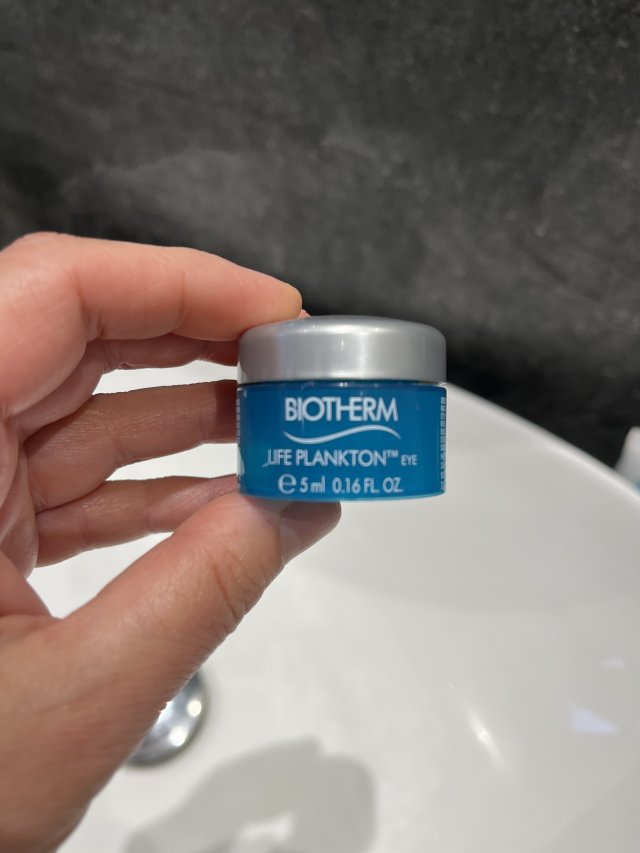 BIOTHERM
LIFE PLANKTON™ EYE
℮ 5 ml 0.16 FL. OZ.